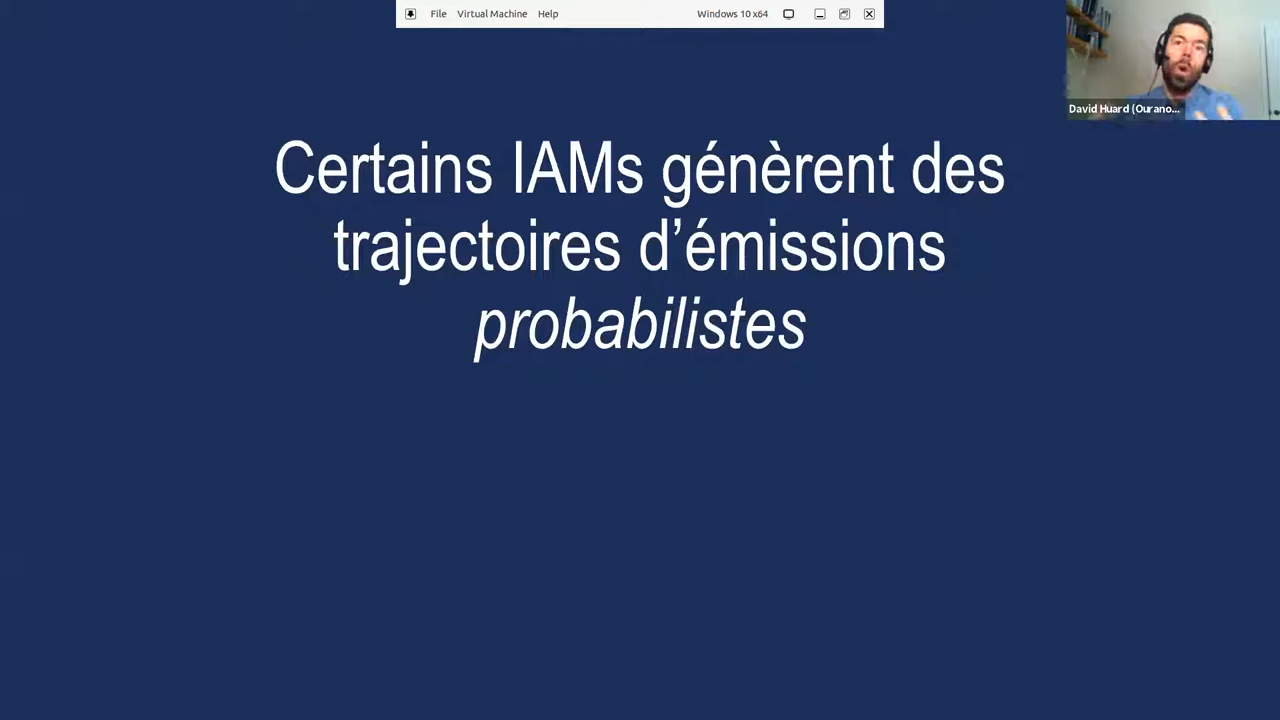 File Virtual Machine Help Windows 10 x64
David Huard (Ourano...
Certains IAMs génèrent des
trajectoires d’émissions
probabilistes